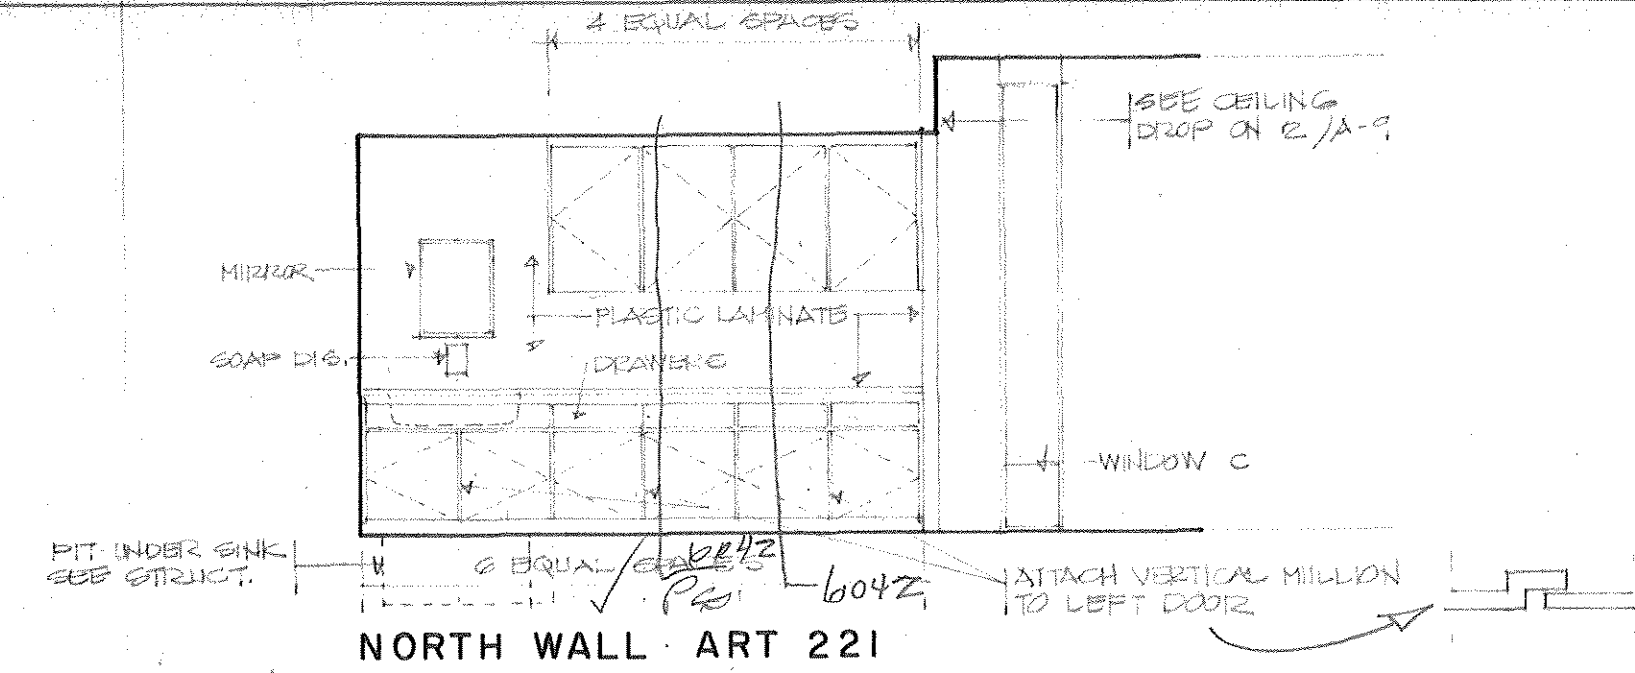 4 EQUAL SPACES
SEE CEILING
DROP ON 2/A-9
MIRROR
PLASTIC LAMINATE
SOAP DIS.
DRAWERS
WINDOW C
PIT UNDER SINK
SEE STRUCT.
6 EQUAL SPACES
6042
ATTACH VERTICAL MULLION
TO LEFT DOOR
NORTH WALL · ART 221